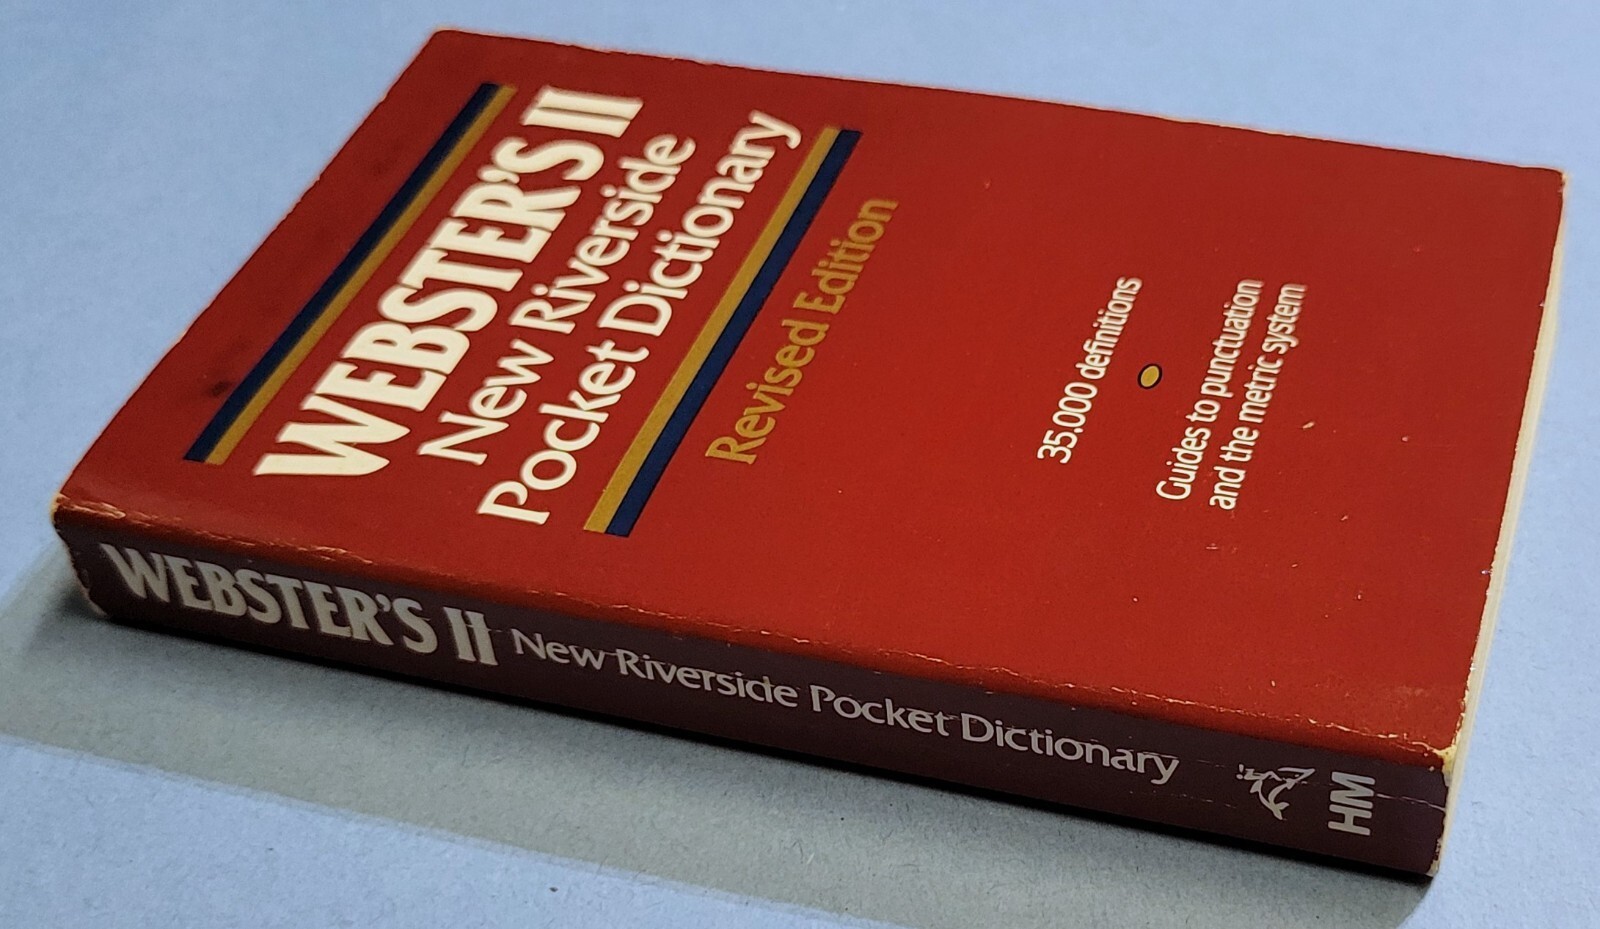 WEBSTER'S II
New Riverside
Pocket Dictionary
Revised Edition
35,000 definitions
Guides to punctuation
and the metric system
WEBSTER'S II New Riverside Pocket Dictionary
HM